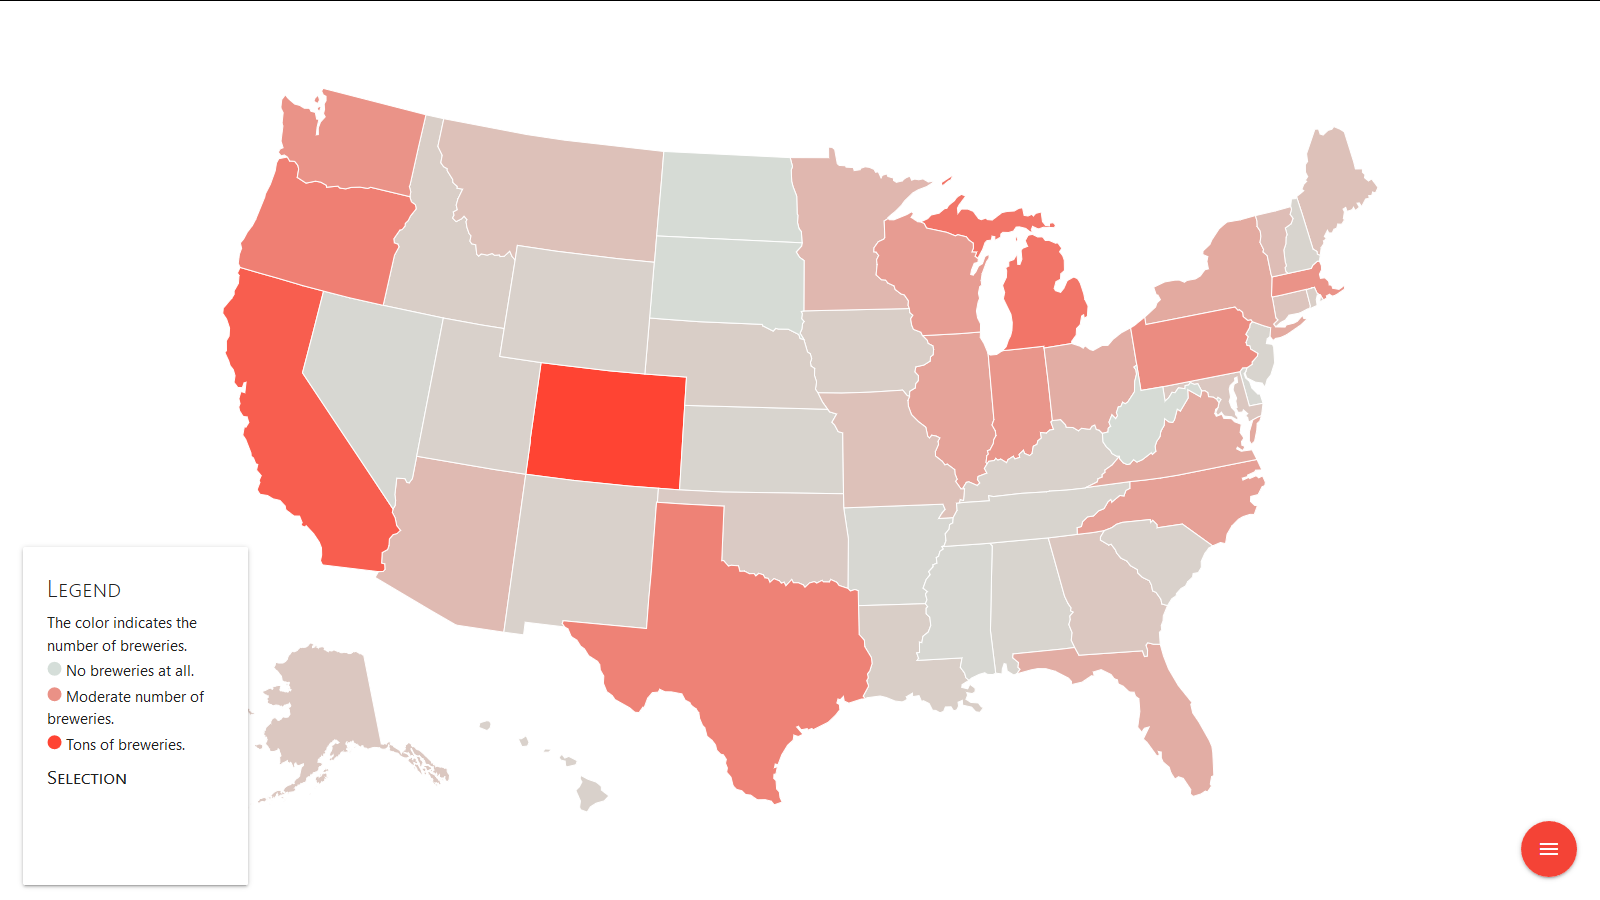 Legend
The color indicates the
number of breweries.
No breweries at all.
Moderate number of
breweries.
Tons of breweries.
Selection